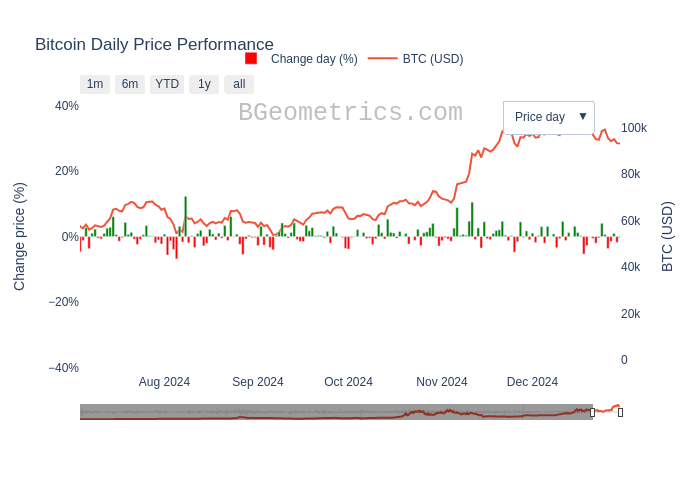 Bitcoin Daily Price Performance
Change day (%)
BTC (USD)
1m
6m
YTD
1y
all
BGeometrics.com
Price day ▼
40%
20%
0%
−20%
−40%
Change price (%)
100k
80k
60k
40k
20k
0
BTC (USD)
Aug 2024
Sep 2024
Oct 2024
Nov 2024
Dec 2024